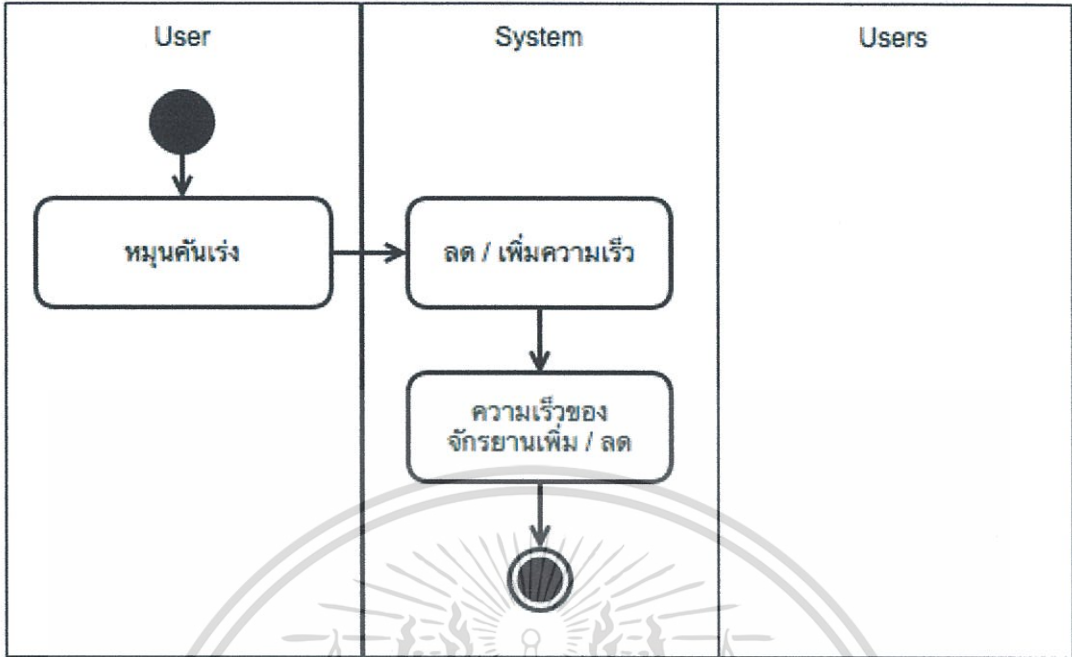 User
System
Users
หมุนคันเร่ง
ลด / เพิ่มความเร็ว
ความเร็วของ
จักรยานเพิ่ม / ลด